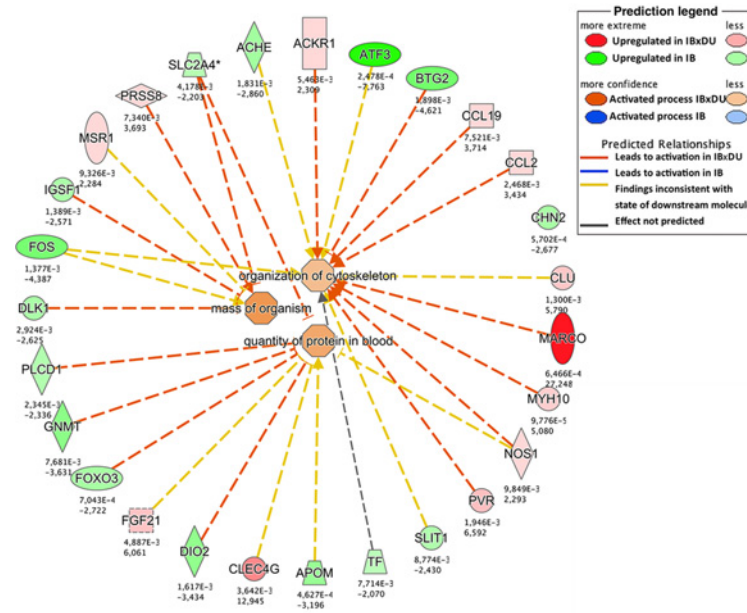 Prediction legend
more extreme less
Upregulated in IBxDU
Upregulated in IB
more confidence less
Activated process IBxDU
Activated process IB
Predicted Relationships
Leads to activation in IBxDU
Leads to activation in IB
Findings inconsistent with
state of downstream molecul
Effect not predicted
ACHE
1,831E-3
-2,860
ACKR1
5,463E-3
2,309
ATF3
2,478E-4
-7,763
BTG2
1,898E-3
-4,621
CCL19
7,521E-3
3,714
CCL2
2,468E-3
3,434
CHN2
5,702E-4
-2,677
CLU
1,300E-3
5,790
MARCO
6,466E-4
27,248
MYH10
9,776E-5
5,080
NOS1
9,849E-3
2,293
PVR
1,946E-3
6,592
SLIT1
8,774E-3
-2,430
TF
7,714E-3
-2,070
APOM
4,627E-4
-3,196
CLEC4G
3,642E-3
12,945
DIO2
1,617E-3
-3,434
FGF21
4,887E-3
6,061
FOXO3
7,043E-4
-2,722
GNMT
7,681E-3
-3,631
PLCD1
2,345E-3
-2,336
DLK1
2,924E-3
-2,625
FOS
1,377E-3
-4,387
IGSF1
1,389E-3
-2,571
MSR1
9,326E-3
2,284
PRSS8
7,340E-3
3,693
SLC2A4*
4,178E-3
-2,203
organization of cytoskeleton
mass of organism
quantity of protein in blood